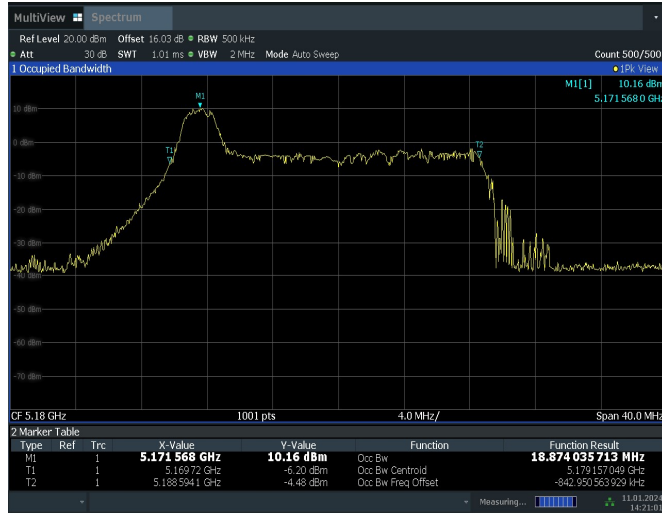 MultiView Spectrum
Ref Level 20.00 dBm Offset 16.03 dB RBW 500 kHz
Att 30 dB SWT 1.01 ms VBW 2 MHz Mode Auto Sweep Count 500/500
1 Occupied Bandwidth 1Pk View
M1[1] 10.16 dBm
5.171 568 0 GHz
M1
10 dBm
0 dBm
T1
T2
-10 dBm
-20 dBm
-30 dBm
-40 dBm
-50 dBm
-60 dBm
-70 dBm
CF 5.18 GHz 1001 pts 4.0 MHz/ Span 40.0 MHz
2 Marker Table
Type Ref Trc X-Value Y-Value Function Function Result
M1 1 5.171 568 GHz 10.16 dBm Occ Bw 18.874 035 713 MHz
T1 1 5.169 72 GHz -6.20 dBm Occ Bw Centroid 5.179 157 049 GHz
T2 1 5.188 594 1 GHz -4.48 dBm Occ Bw Freq Offset -842.950 563 929 kHz
Measuring... 11.01.2024
14:21:01